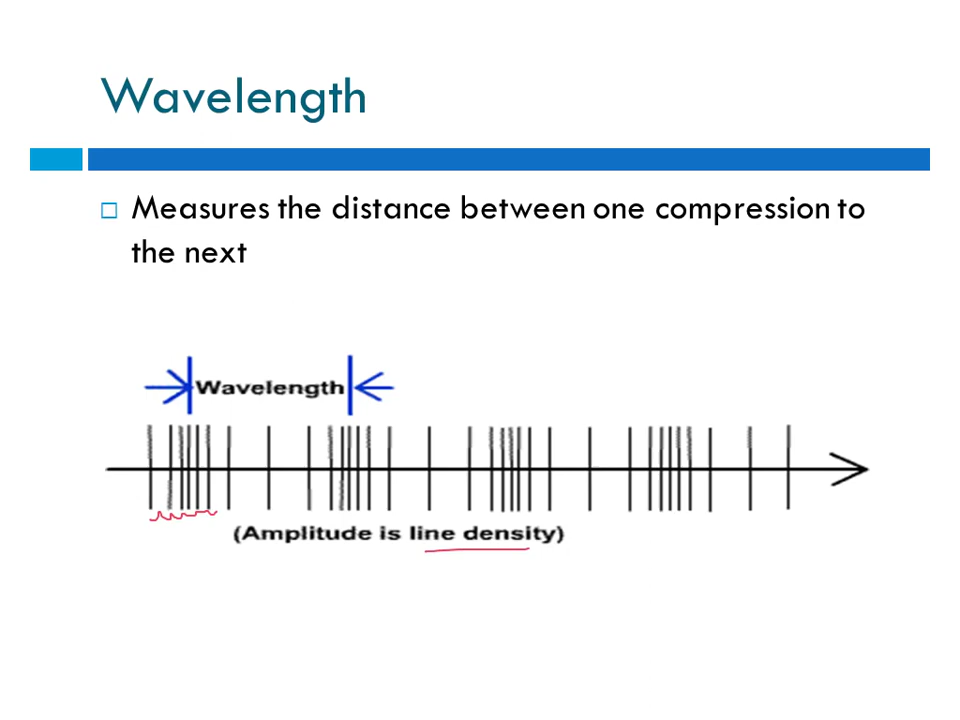 Wavelength
Measures the distance between one compression to
the next
Wavelength
(Amplitude is line density)